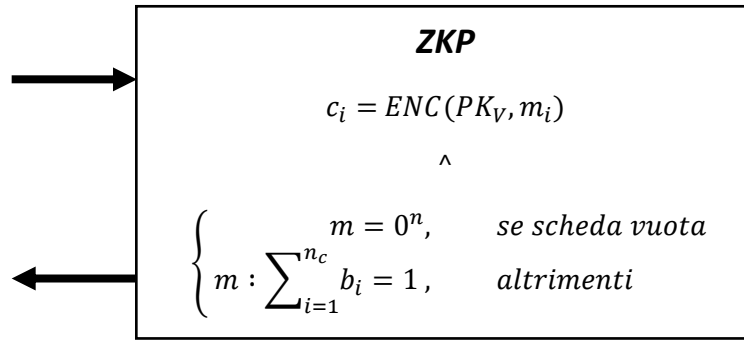 ZKP
c_i = ENC(PK_V, m_i)
^
m = 0^n, se scheda vuota
m : ∑_{i=1}^{n_c} b_i = 1 , altrimenti